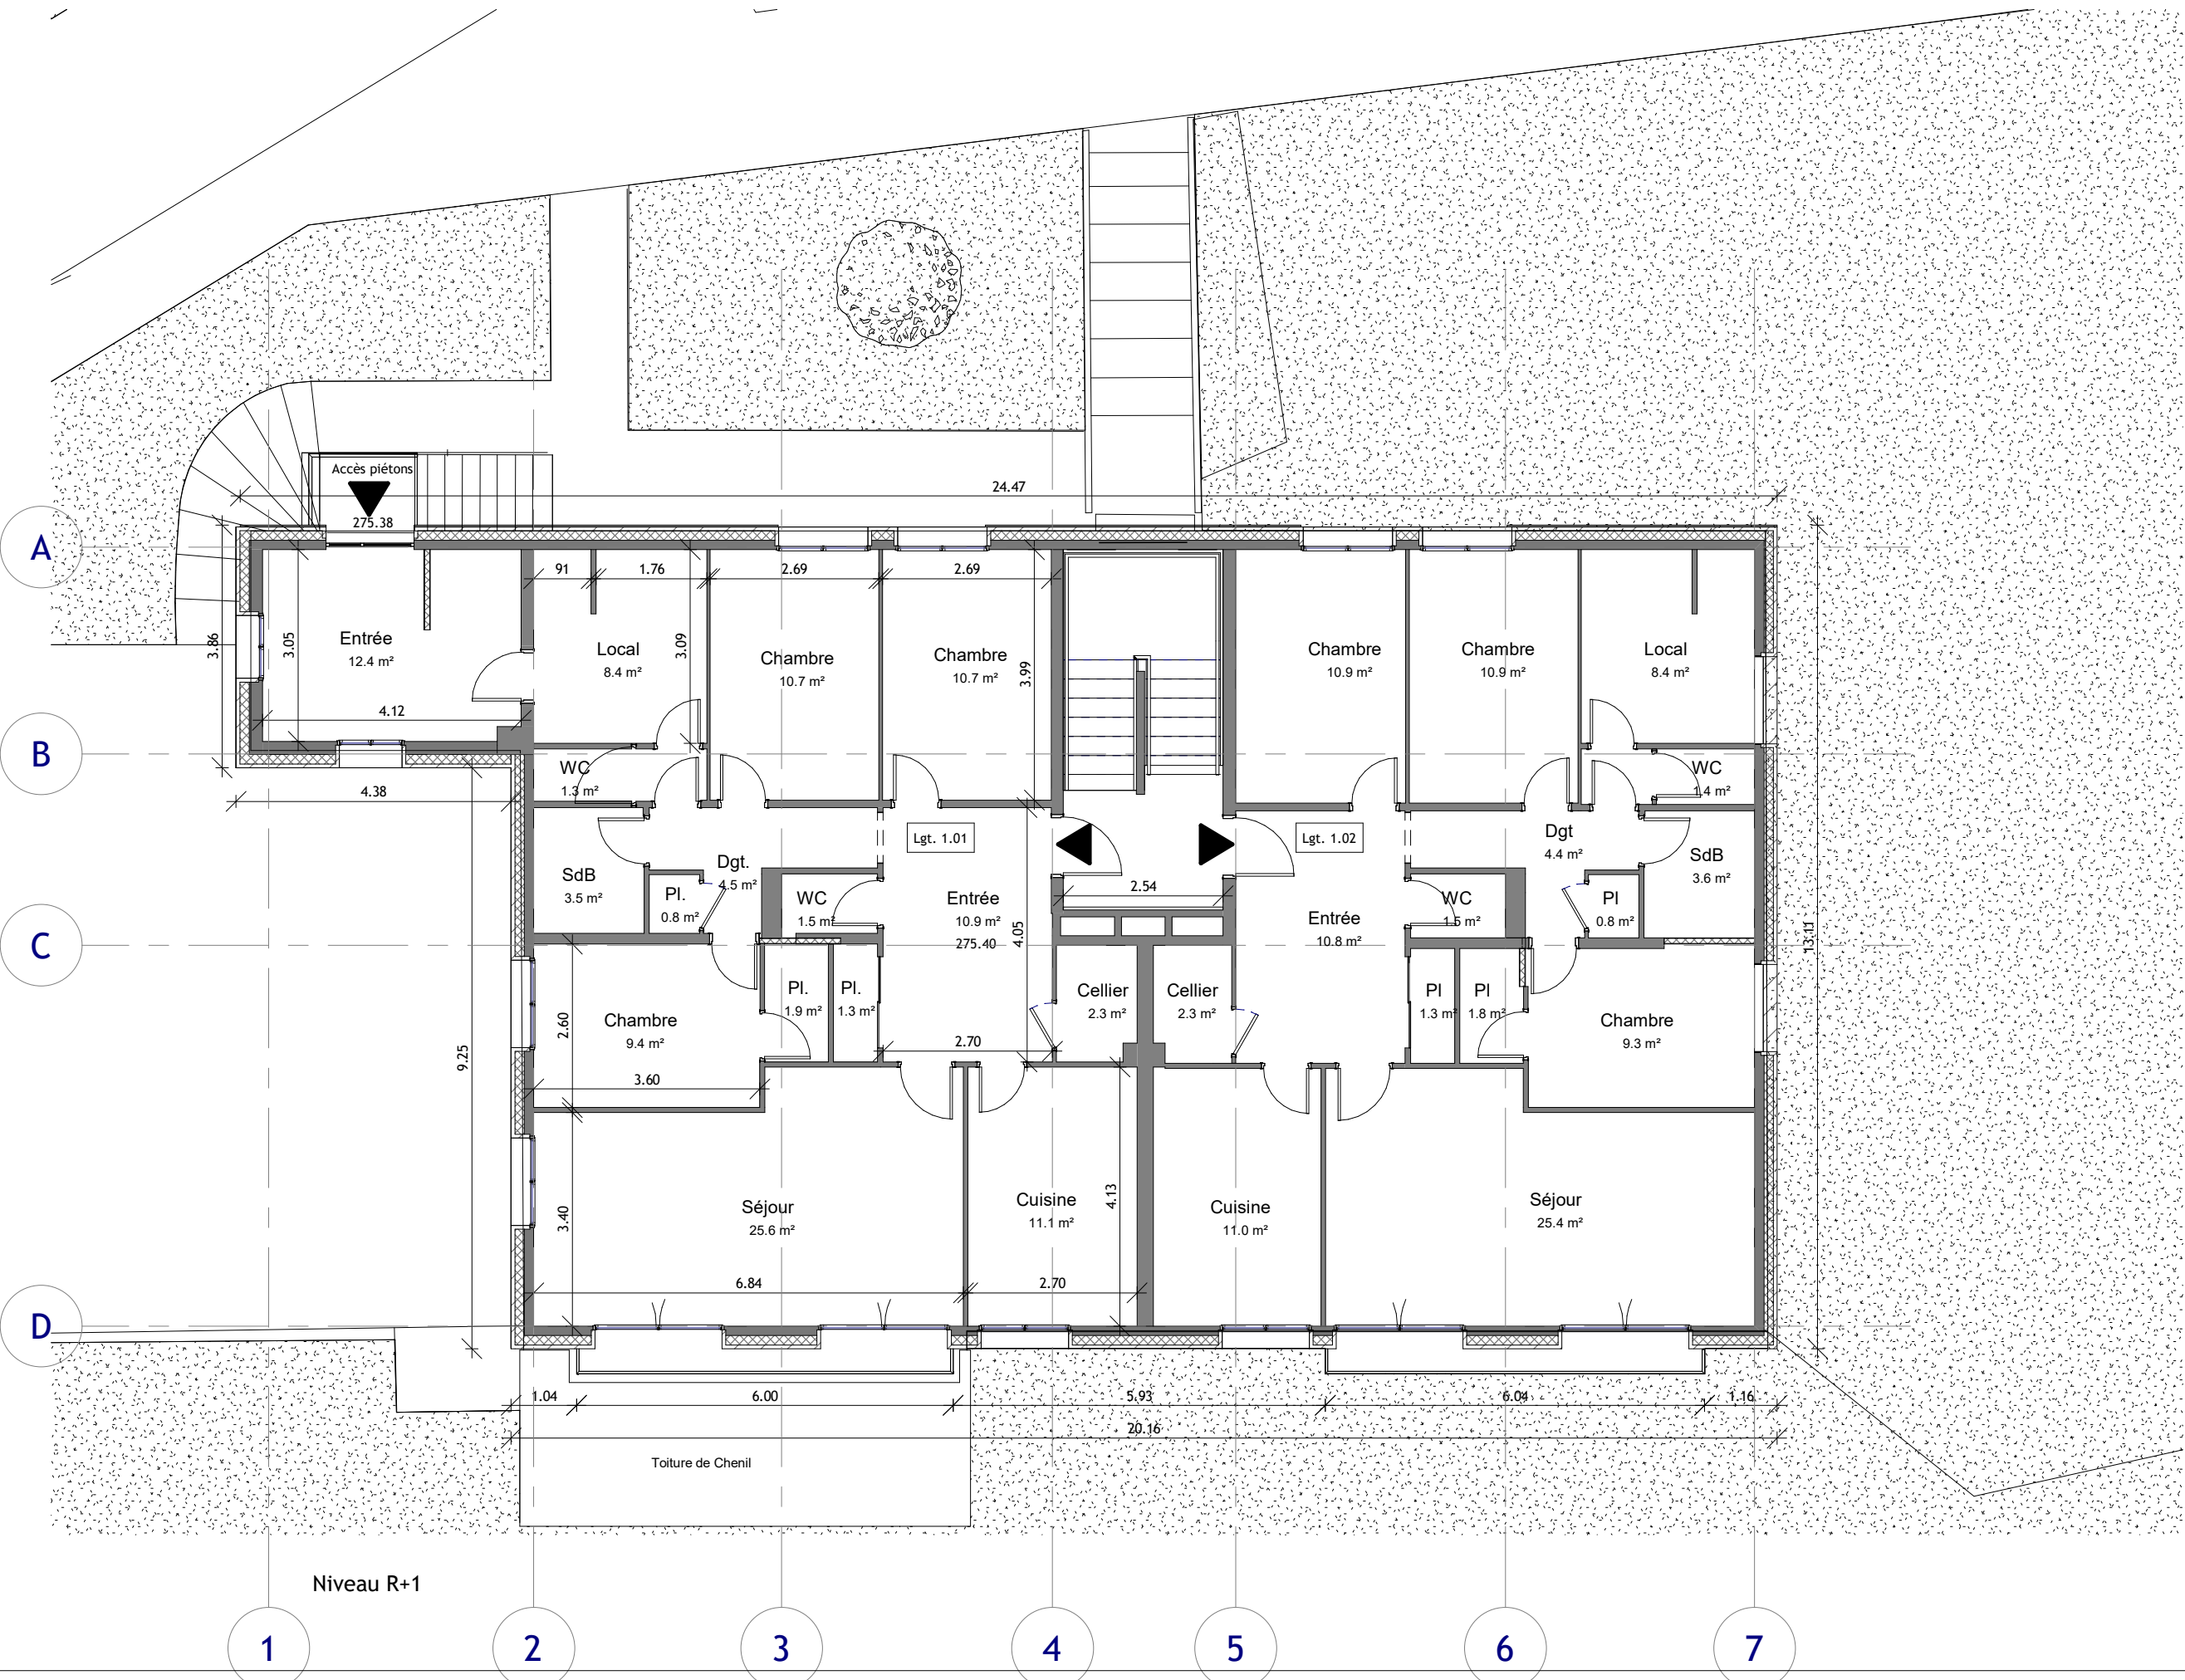 Accès piétons
275.38
24.47
A
91
1.76
2.69
2.69
3.86
3.05
Entrée
12.4 m²
Local
8.4 m²
3.09
Chambre
10.7 m²
Chambre
10.7 m²
3.99
Chambre
10.9 m²
Chambre
10.9 m²
Local
8.4 m²
4.12
B
4.38
WC
1.3 m²
WC
1.4 m²
Lgt. 1.01
Lgt. 1.02
Dgt.
4.5 m²
Dgt
4.4 m²
SdB
3.5 m²
SdB
3.6 m²
Pl.
0.8 m²
WC
1.5 m²
Entrée
10.9 m²
275.40
4.05
2.54
Entrée
10.8 m²
WC
1.5 m²
Pl
0.8 m²
13.11
C
Chambre
9.4 m²
2.60
3.60
Pl.
1.9 m²
Pl.
1.3 m²
2.70
Cellier
2.3 m²
Cellier
2.3 m²
Pl
1.3 m²
Pl
1.8 m²
Chambre
9.3 m²
9.25
3.40
Séjour
25.6 m²
Cuisine
11.1 m²
4.13
Cuisine
11.0 m²
Séjour
25.4 m²
6.84
2.70
D
1.04
6.00
5.93
6.04
1.16
20.16
Toiture de Chenil
Niveau R+1
1
2
3
4
5
6
7